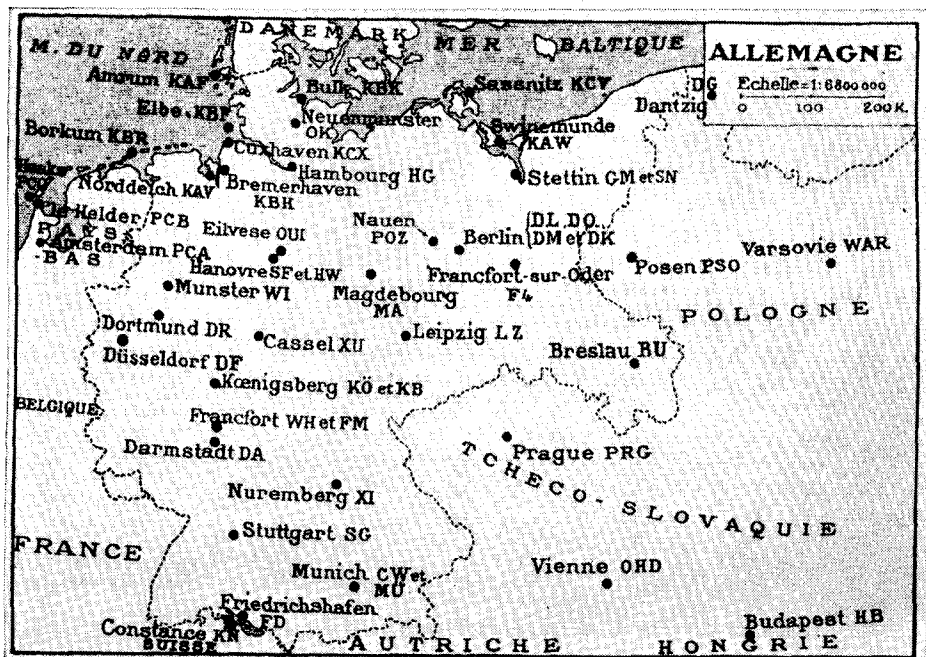 DANEMARK
M. DU NORD
MER BALTIQUE
ALLEMAGNE
Echelle=1:6800000
0 100 200K.
Amrum KAF
Bulk KBK
Sassnitz KCY
DG
Dantzig
Elbe KBF
Neuenmunster
OK
Swinemunde
KAW
Borkum KBR
Cuxhaven KCX
Hambourg HG
Stettin GM et SN
Norddeich KAV
Bremerhaven
KBH
Helder PCB
PAYS
-BAS
Amsterdam PCA
Eilvese OUI
Nauen
POZ
Berlin
DL, DO
DM et DK
Varsovie WAR
Hanovre SF et HW
Francfort-sur-Oder
F4
Posen PSO
Munster WI
Magdebourg
MA
POLOGNE
Dortmund DR
Cassel XU
Leipzig LZ
Düsseldorf DF
Breslau BU
Kœnigsberg KÖ et KB
BELGIQUE
Francfort WH et FM
Darmstadt DA
Prague PRG
TCHECO-SLOVAQUIE
Nuremberg XI
Stuttgart SG
FRANCE
Munich CW et
MU
Vienne OHD
Friedrichshafen
FD
Constance KN
SUISSE
AUTRICHE
HONGRIE
Budapest HB